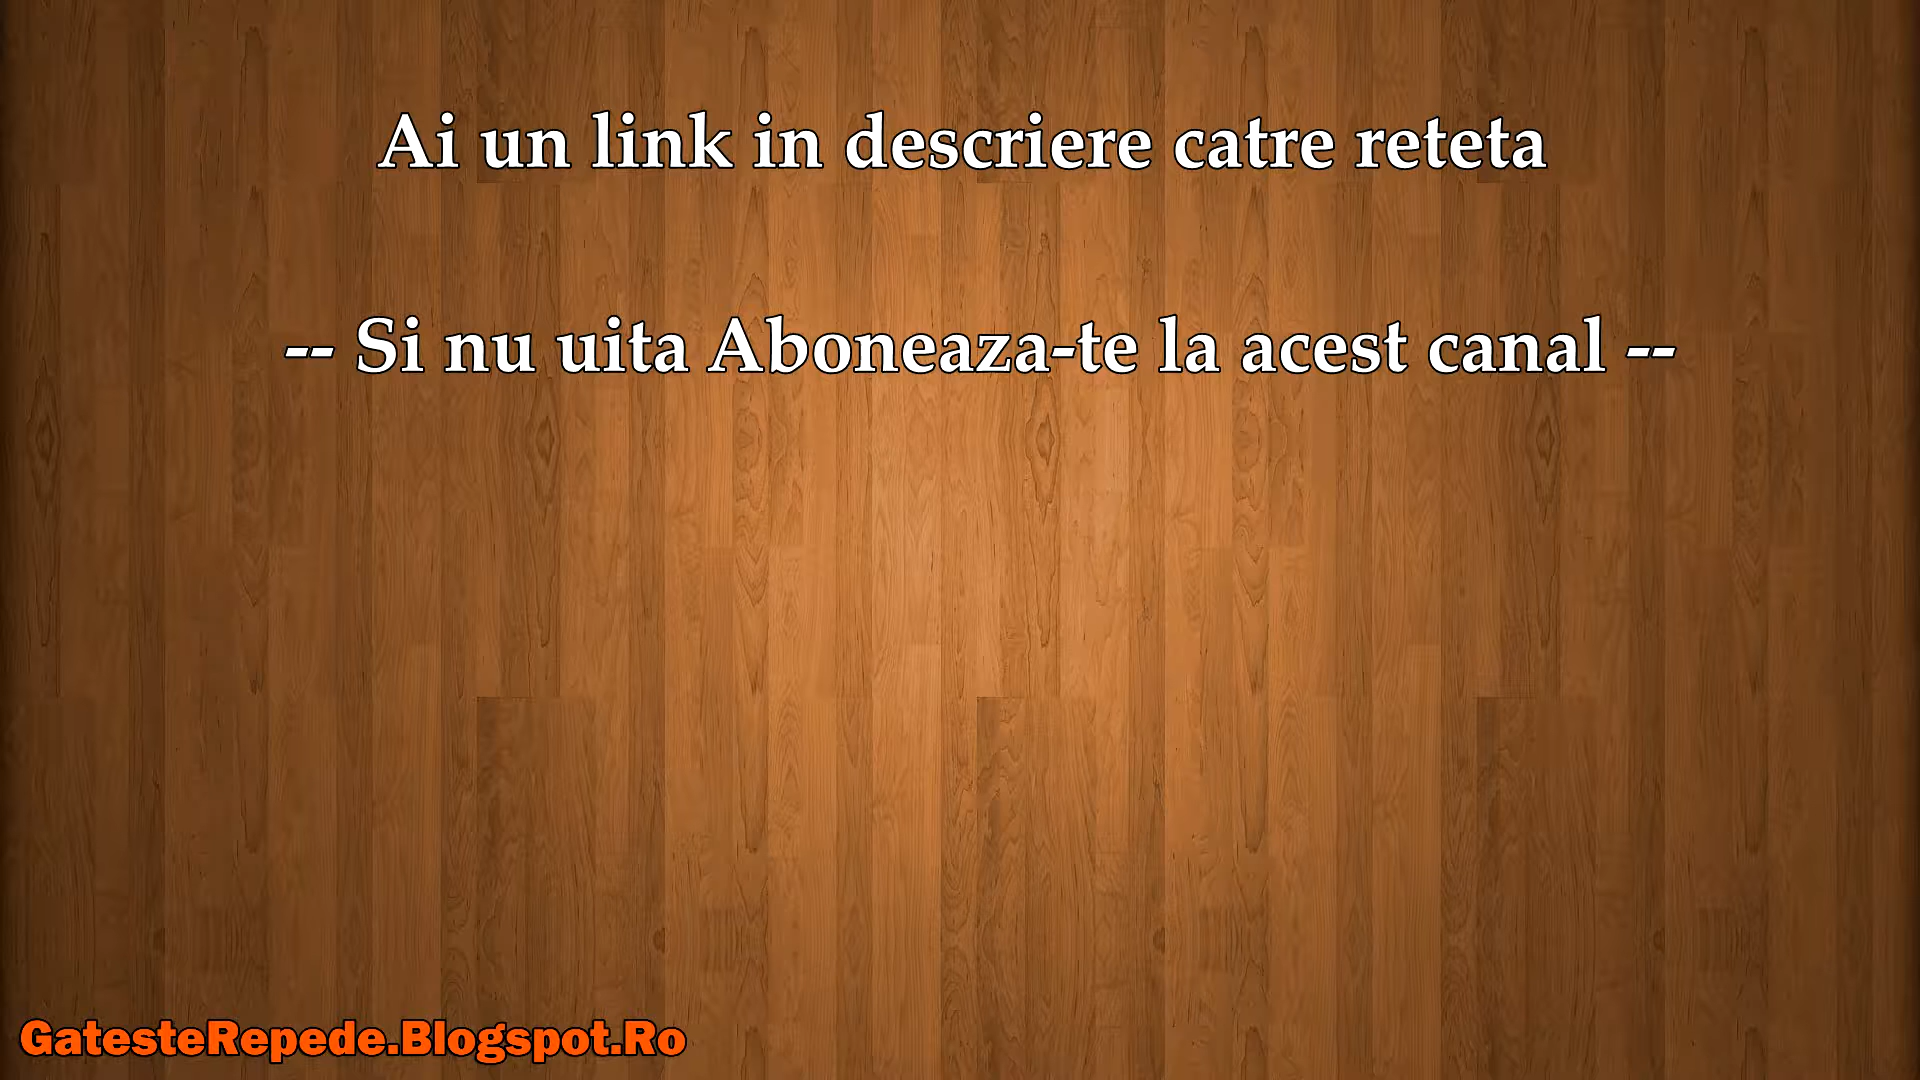 Ai un link in descriere catre reteta
-- Si nu uita Aboneaza-te la acest canal --
GatesteRepede.Blogspot.Ro